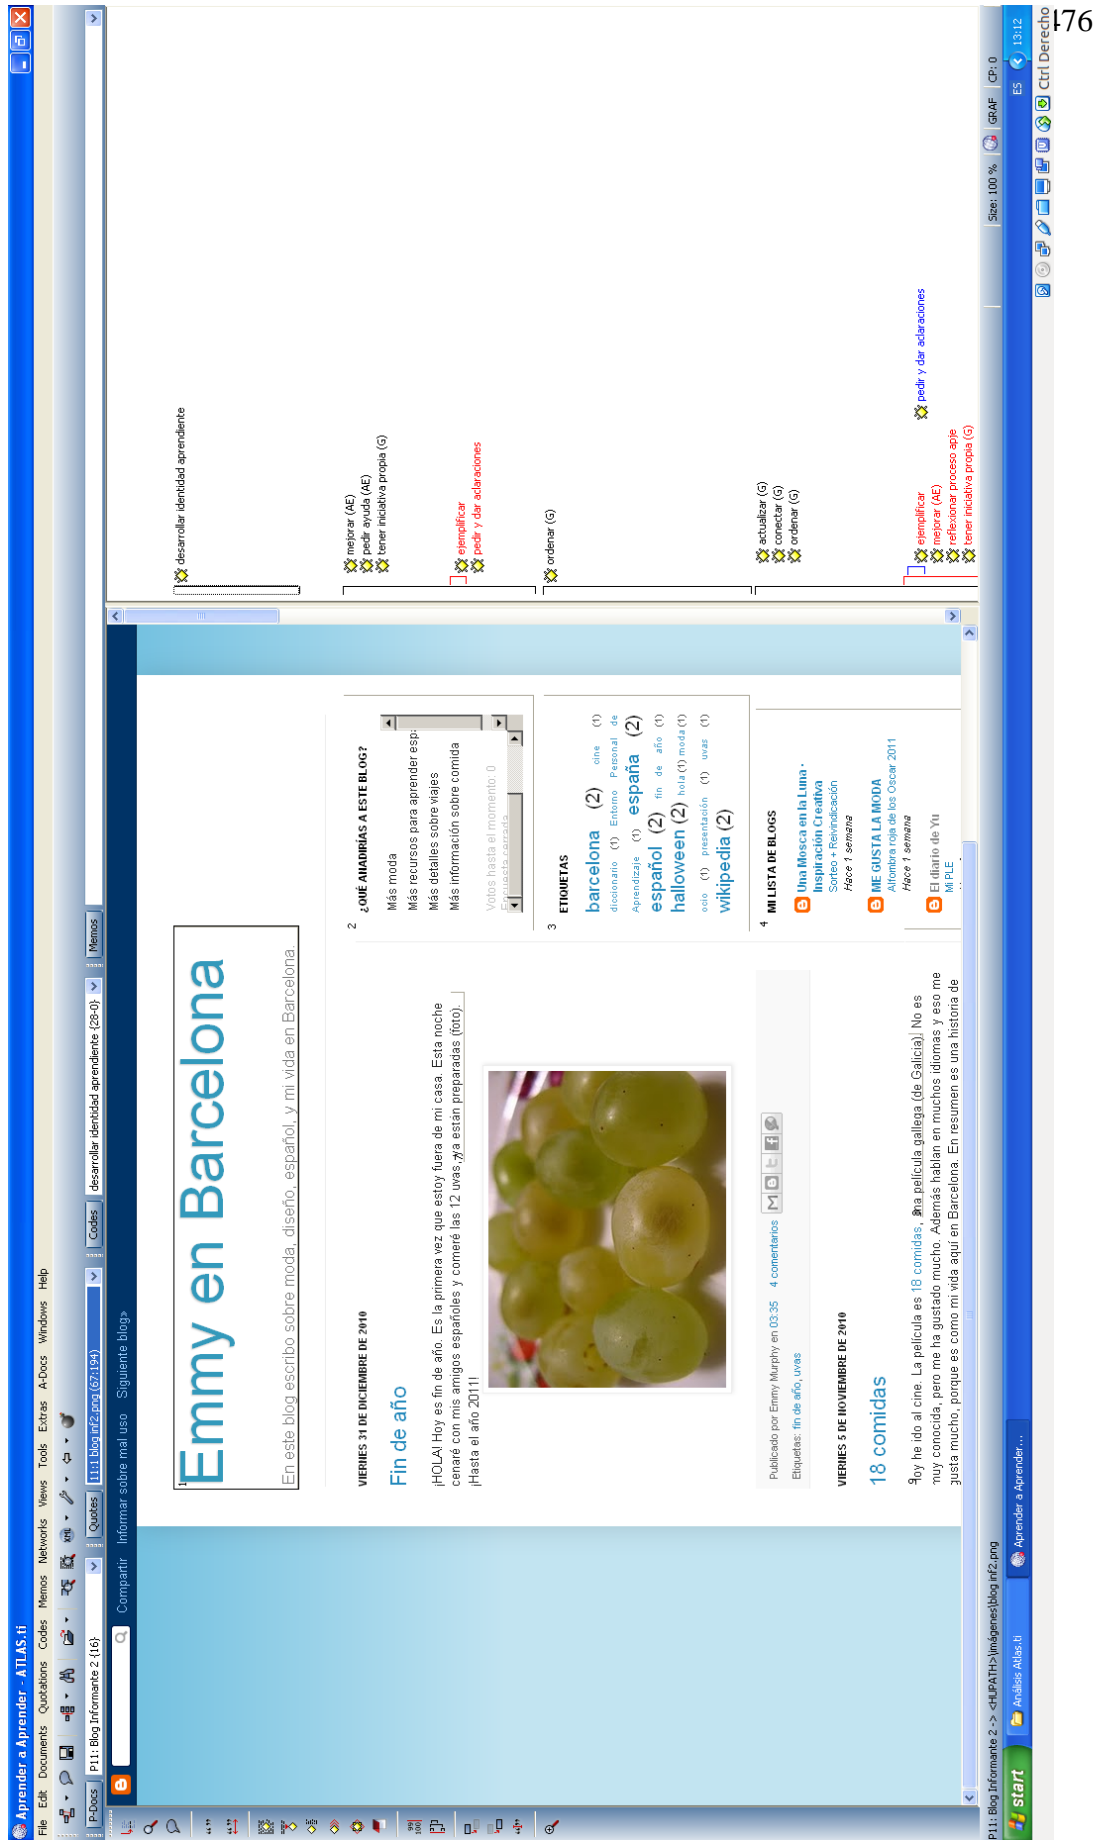 476
Aprender a Aprender - ATLAS.ti
File Edit Documents Quotations Codes Memos Networks Views Tools Extras A-Docs Windows Help
P-Docs P11: Blog Informante 2 {16} Quotes 11:1 blog inf2.png (67:194) Codes desarrollar identidad aprendiente {28-0} Memos
Compartir Informar sobre mal uso Siguiente blog»
1
Emmy en Barcelona
En este blog escribo sobre moda, diseño, español, y mi vida en Barcelona.
VIERNES 31 DE DICIEMBRE DE 2010
Fin de año
¡HOLA! Hoy es fin de año. Es la primera vez que estoy fuera de mi casa. Esta noche
cenaré con mis amigos españoles y comeré las 12 uvas, ya están preparadas (foto).
¡Hasta el año 2011!
Publicado por Emmy Murphy en 03:35 4 comentarios
Etiquetas: fin de año, uvas
VIERNES 5 DE NOVIEMBRE DE 2010
18 comidas
Hoy he ido al cine. La película es 18 comidas, una película gallega (de Galicia). No es
muy conocida, pero me ha gustado mucho. Además hablan en muchos idiomas y eso me
gusta mucho, porque es como mi vida aquí en Barcelona. En resumen es una historia de
2
¿QUÉ AÑADIRÍAS A ESTE BLOG?
Más moda
Más recursos para aprender esp
Más detalles sobre viajes
Más información sobre comida
Votos hasta el momento: 0
Encuesta cerrada
3
ETIQUETAS
barcelona (2) cine (1)
diccionario (1) Entorno Personal de
Aprendizaje (1) españa (2)
español (2) fin de año (1)
halloween (2) hola (1) moda (1)
ocio (1) presentación (1) uvas (1)
wikipedia (2)
4
MI LISTA DE BLOGS
Una Mosca en la Luna ·
Inspiración Creativa
Sorteo + Reivindicación
Hace 1 semana
ME GUSTA LA MODA
Alfombra roja de los Oscar 2011
Hace 1 semana
El diario de Yu
Mi PLE
desarrollar identidad aprendiente
mejorar (AE)
pedir ayuda (AE)
tener iniciativa propia (G)
ejemplificar
pedir y dar aclaraciones
ordenar (G)
actualizar (G)
conectar (G)
ordenar (G)
ejemplificar pedir y dar aclaraciones
mejorar (AE)
reflexionar proceso apje
tener iniciativa propia (G)
P11: Blog Informante 2 -> <HUPATH>\imágenes\blog inf2.png Size: 100 % GRAF CP: 0
start Análisis Atlas.ti Aprender a Aprender... ES 13:12
Ctrl Derecho